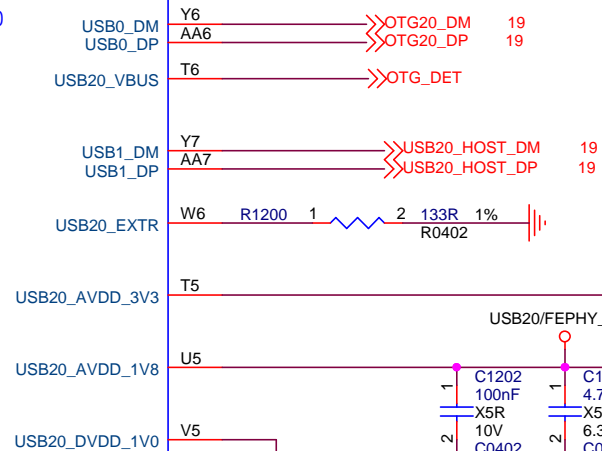 USB0_DM Y6 OTG20_DM 19
USB0_DP AA6 OTG20_DP 19
USB20_VBUS T6 OTG_DET
USB1_DM Y7 USB20_HOST_DM 19
USB1_DP AA7 USB20_HOST_DP 19
USB20_EXTR W6 R1200 1 2 133R 1%
R0402
USB20_AVDD_3V3 T5
USB20/FEPHY_
USB20_AVDD_1V8 U5
1 C1202 1 C1
100nF 4.7
X5R X5
10V 6.3
2 C0402 2 C0
USB20_DVDD_1V0 V5